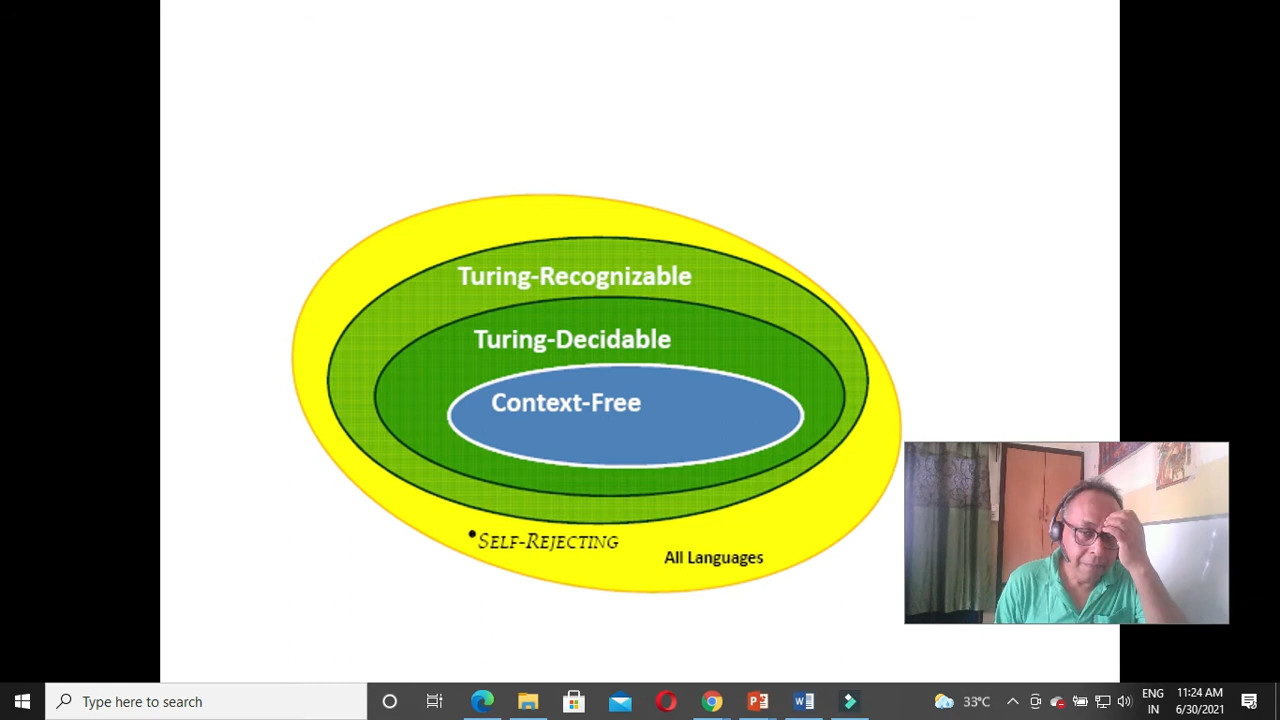 Turing-Recognizable
Turing-Decidable
Context-Free
•SELF-REJECTING
All Languages
Type here to search
33°C
ENG
IN
11:24 AM
6/30/2021